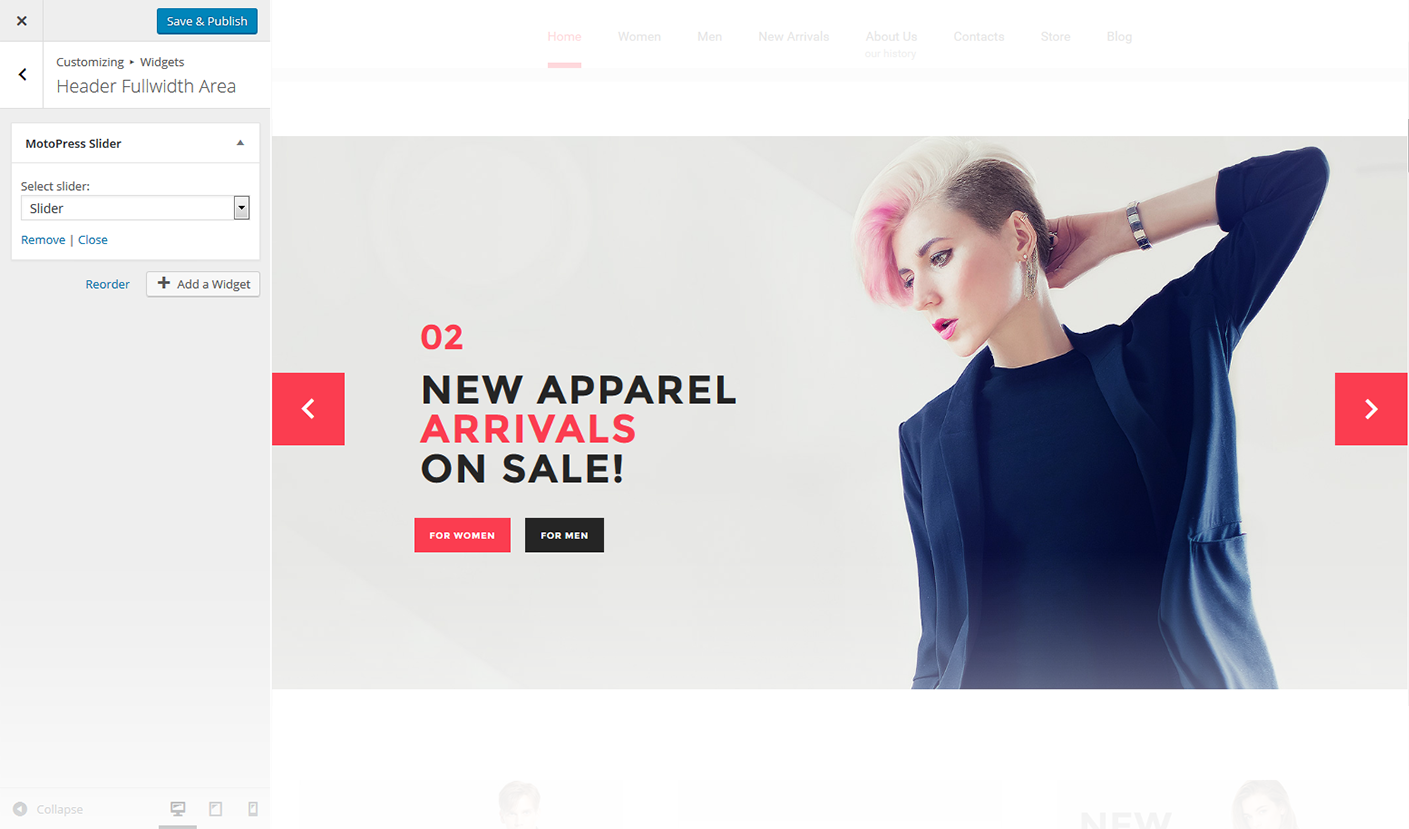 Save & Publish
Customizing ▸ Widgets
Header Fullwidth Area
MotoPress Slider
Select slider:
Slider
Remove | Close
Reorder
Add a Widget
Collapse
Home
Women
Men
New Arrivals
About Us
our history
Contacts
Store
Blog
02
NEW APPAREL
ARRIVALS
ON SALE!
FOR WOMEN
FOR MEN
NEW